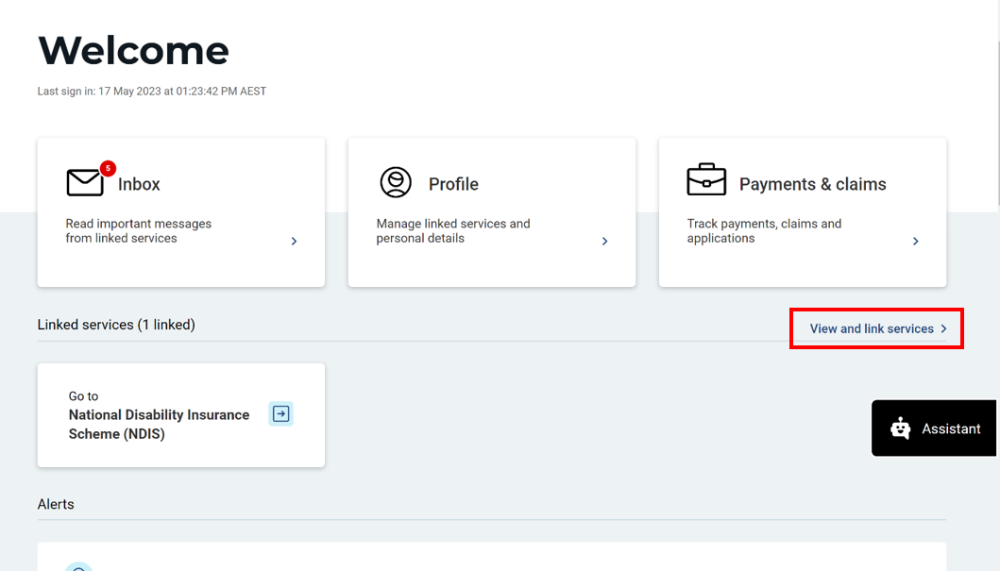 Welcome
Last sign in: 17 May 2023 at 01:23:42 PM AEST
5
Inbox
Read important messages
from linked services
Profile
Manage linked services and
personal details
Payments & claims
Track payments, claims and
applications
Linked services (1 linked)
View and link services
Go to
National Disability Insurance
Scheme (NDIS)
Assistant
Alerts